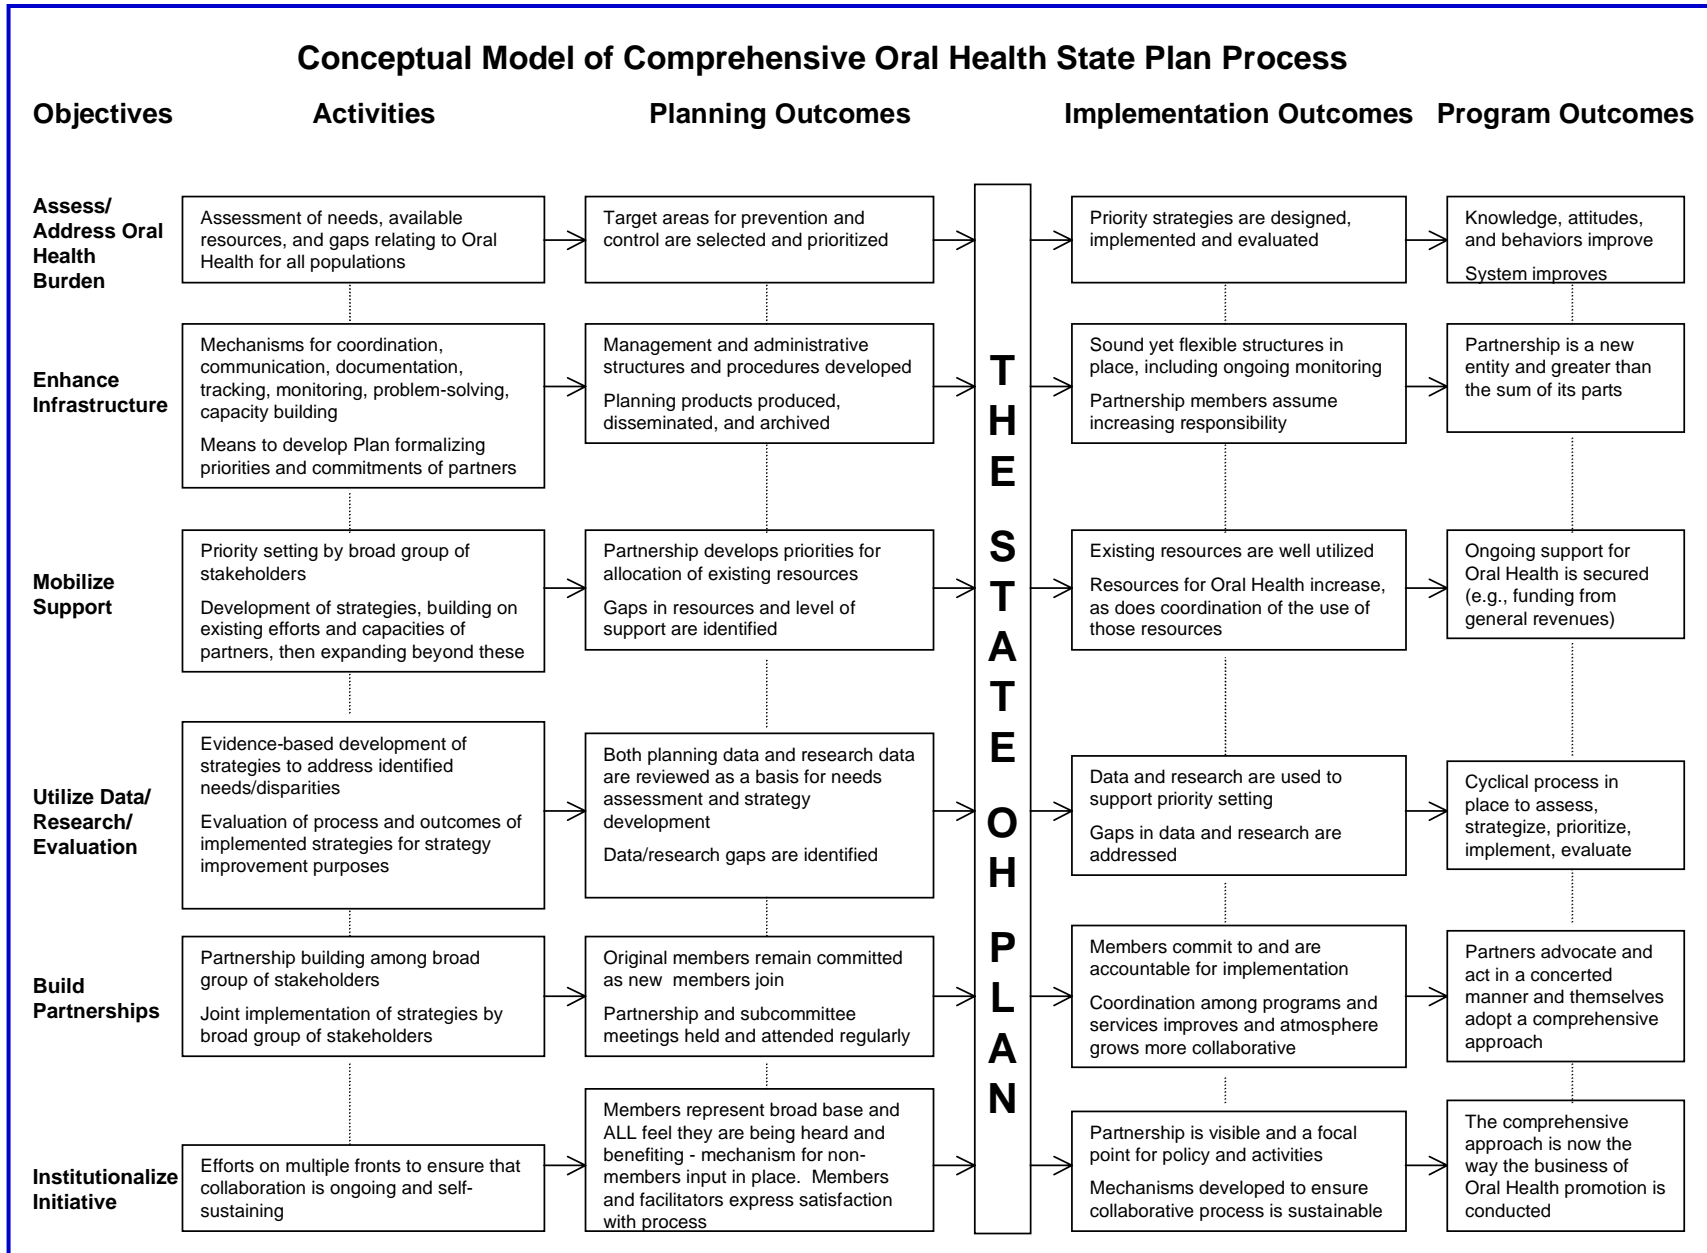 Conceptual Model of Comprehensive Oral Health State Plan Process
Objectives
Activities
Planning Outcomes
Implementation Outcomes
Program Outcomes
Assess/
Address Oral
Health
Burden
Assessment of needs, available
resources, and gaps relating to Oral
Health for all populations
Target areas for prevention and
control are selected and prioritized
Priority strategies are designed,
implemented and evaluated
Knowledge, attitudes,
and behaviors improve
System improves
Enhance
Infrastructure
Mechanisms for coordination,
communication, documentation,
tracking, monitoring, problem-solving,
capacity building
Means to develop Plan formalizing
priorities and commitments of partners
Management and administrative
structures and procedures developed
Planning products produced,
disseminated, and archived
Sound yet flexible structures in
place, including ongoing monitoring
Partnership members assume
increasing responsibility
Partnership is a new
entity and greater than
the sum of its parts
Mobilize
Support
Priority setting by broad group of
stakeholders
Development of strategies, building on
existing efforts and capacities of
partners, then expanding beyond these
Partnership develops priorities for
allocation of existing resources
Gaps in resources and level of
support are identified
Existing resources are well utilized
Resources for Oral Health increase,
as does coordination of the use of
those resources
Ongoing support for
Oral Health is secured
(e.g., funding from
general revenues)
Utilize Data/
Research/
Evaluation
Evidence-based development of
strategies to address identified
needs/disparities
Evaluation of process and outcomes of
implemented strategies for strategy
improvement purposes
Both planning data and research data
are reviewed as a basis for needs
assessment and strategy
development
Data/research gaps are identified
Data and research are used to
support priority setting
Gaps in data and research are
addressed
Cyclical process in
place to assess,
strategize, prioritize,
implement, evaluate
Build
Partnerships
Partnership building among broad
group of stakeholders
Joint implementation of strategies by
broad group of stakeholders
Original members remain committed
as new  members join
Partnership and subcommittee
meetings held and attended regularly
Members commit to and are
accountable for implementation
Coordination among programs and
services improves and atmosphere
grows more collaborative
Partners advocate and
act in a concerted
manner and themselves
adopt a comprehensive
approach
Institutionalize
Initiative
Efforts on multiple fronts to ensure that
collaboration is ongoing and self-
sustaining
Members represent broad base and
ALL feel they are being heard and
benefiting - mechanism for non-
members input in place.  Members
and facilitators express satisfaction
with process
Partnership is visible and a focal
point for policy and activities
Mechanisms developed to ensure
collaborative process is sustainable
The comprehensive
approach is now the
way the business of
Oral Health promotion is
conducted
THE STATE OH PLAN